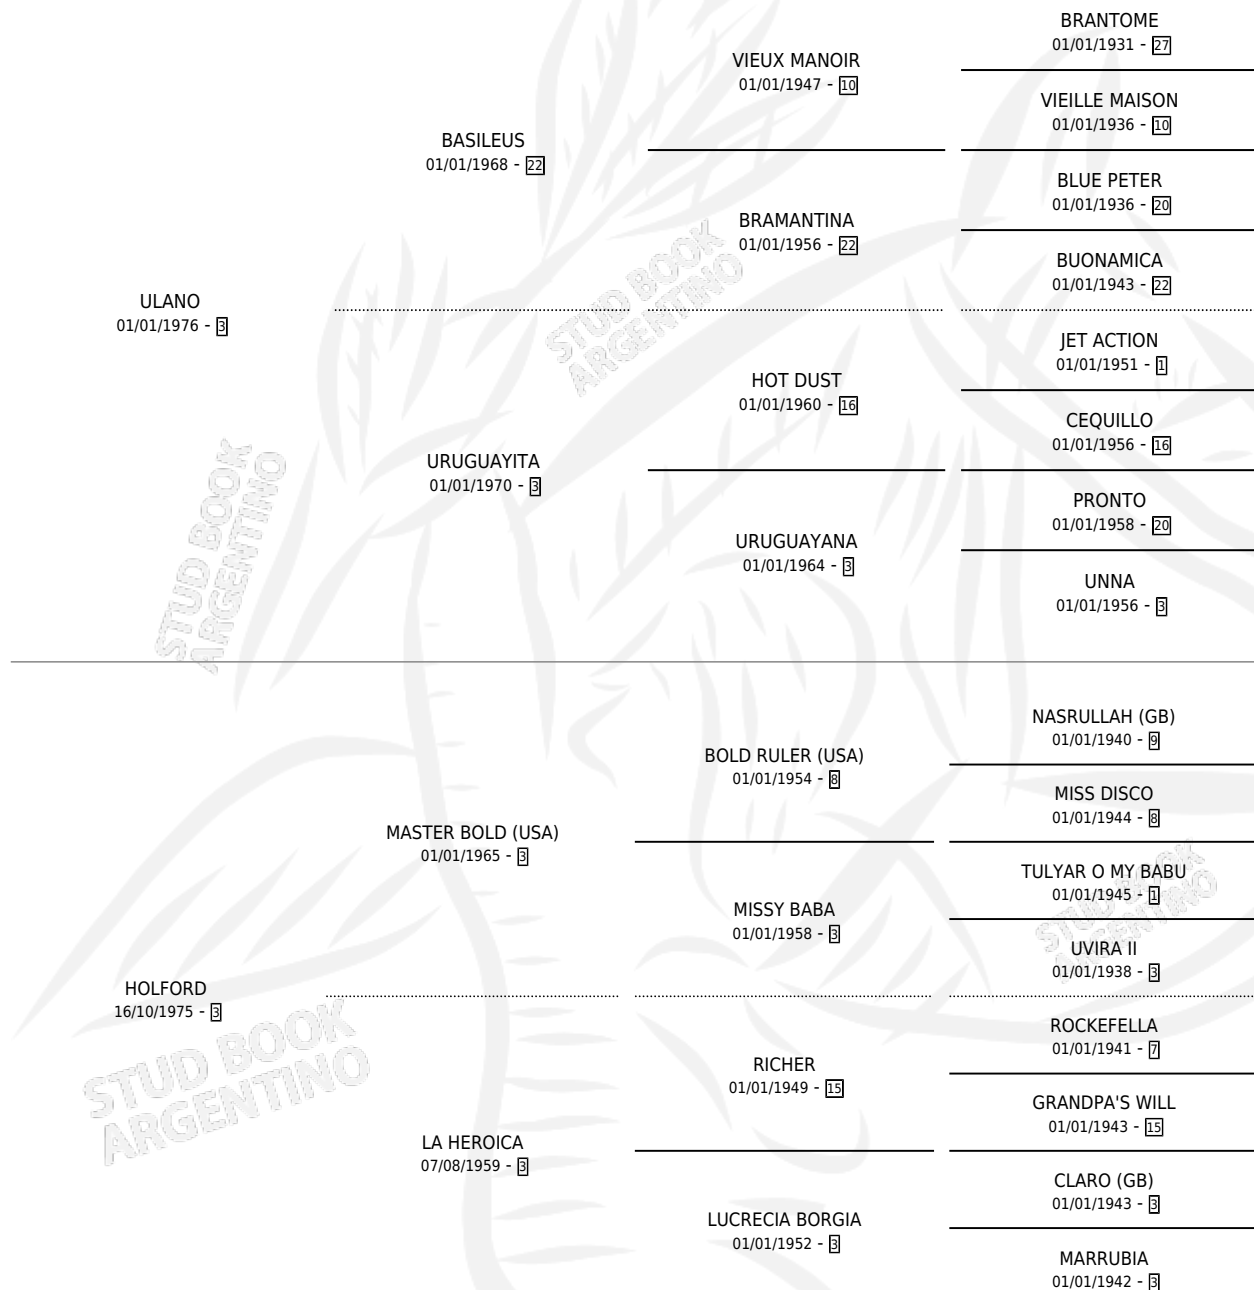 BRANTOME
01/01/1931 - 27
VIEUX MANOIR
01/01/1947 - 10
VIEILLE MAISON
01/01/1936 - 10
BASILEUS
01/01/1968 - 22
BLUE PETER
01/01/1936 - 20
BRAMANTINA
01/01/1956 - 22
BUONAMICA
01/01/1943 - 22
ULANO
01/01/1976 - 3
JET ACTION
01/01/1951 - 1
HOT DUST
01/01/1960 - 16
CEQUILLO
01/01/1956 - 16
URUGUAYITA
01/01/1970 - 3
PRONTO
01/01/1958 - 20
URUGUAYANA
01/01/1964 - 3
UNNA
01/01/1956 - 3
STUD BOOK
ARGENTINO
STUD BOOK
ARGENTINO
NASRULLAH (GB)
01/01/1940 - 9
BOLD RULER (USA)
01/01/1954 - 8
MISS DISCO
01/01/1944 - 8
MASTER BOLD (USA)
01/01/1965 - 3
TULYAR O MY BABU
01/01/1945 - 1
MISSY BABA
01/01/1958 - 3
UVIRA II
01/01/1938 - 3
HOLFORD
16/10/1975 - 3
ROCKEFELLA
01/01/1941 - 7
RICHER
01/01/1949 - 15
GRANDPA'S WILL
01/01/1943 - 15
LA HEROICA
07/08/1959 - 3
CLARO (GB)
01/01/1943 - 3
LUCRECIA BORGIA
01/01/1952 - 3
MARRUBIA
01/01/1942 - 3
STUD BOOK
ARGENTINO
STUD BOOK
ARGENTINO